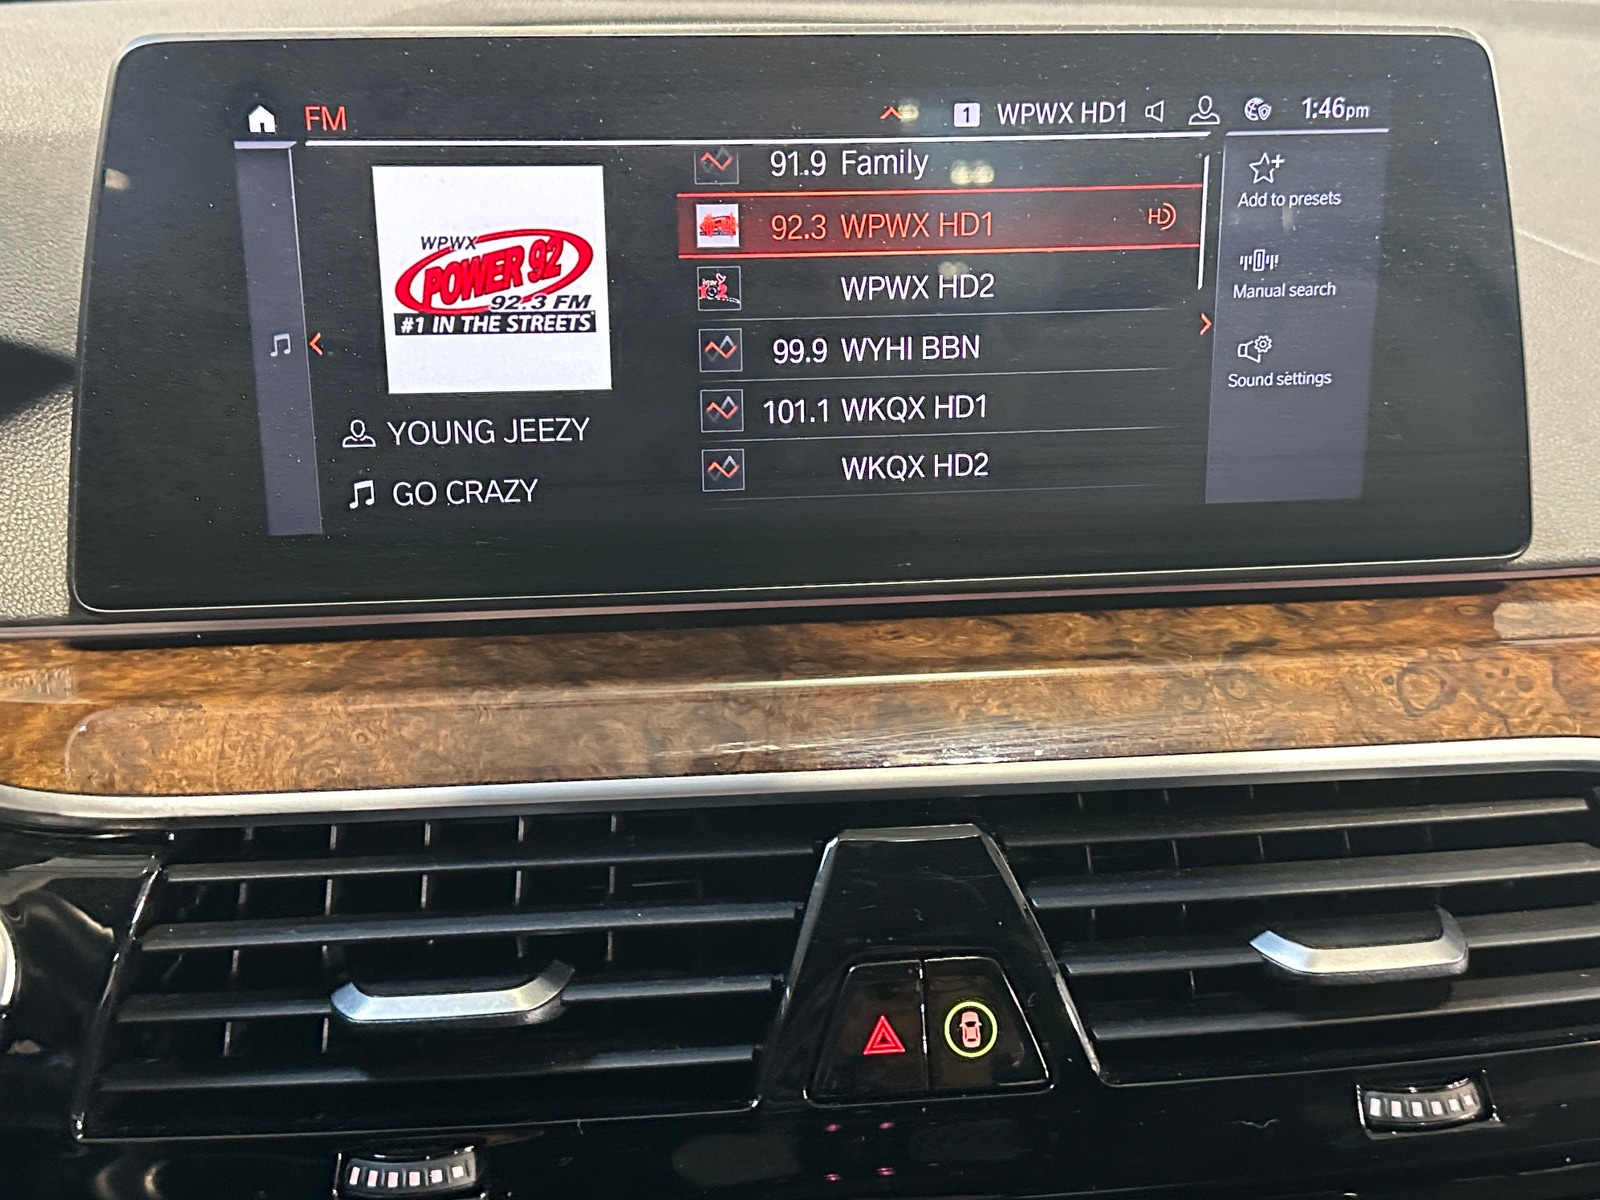 FM
1 WPWX HD1 1:46pm
WPWX
POWER 92
92.3 FM
#1 IN THE STREETS
YOUNG JEEZY
GO CRAZY
91.9 Family
92.3 WPWX HD1 HD
WPWX HD2
99.9 WYHI BBN
101.1 WKQX HD1
WKQX HD2
Add to presets
Manual search
Sound settings